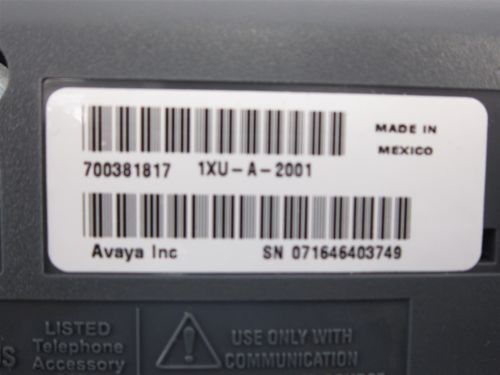 MADE IN
MEXICO
700381817 1XU-A-2001
Avaya Inc SN 071646403749
LISTED
Telephone
Accessory
USE ONLY WITH
COMMUNICATION